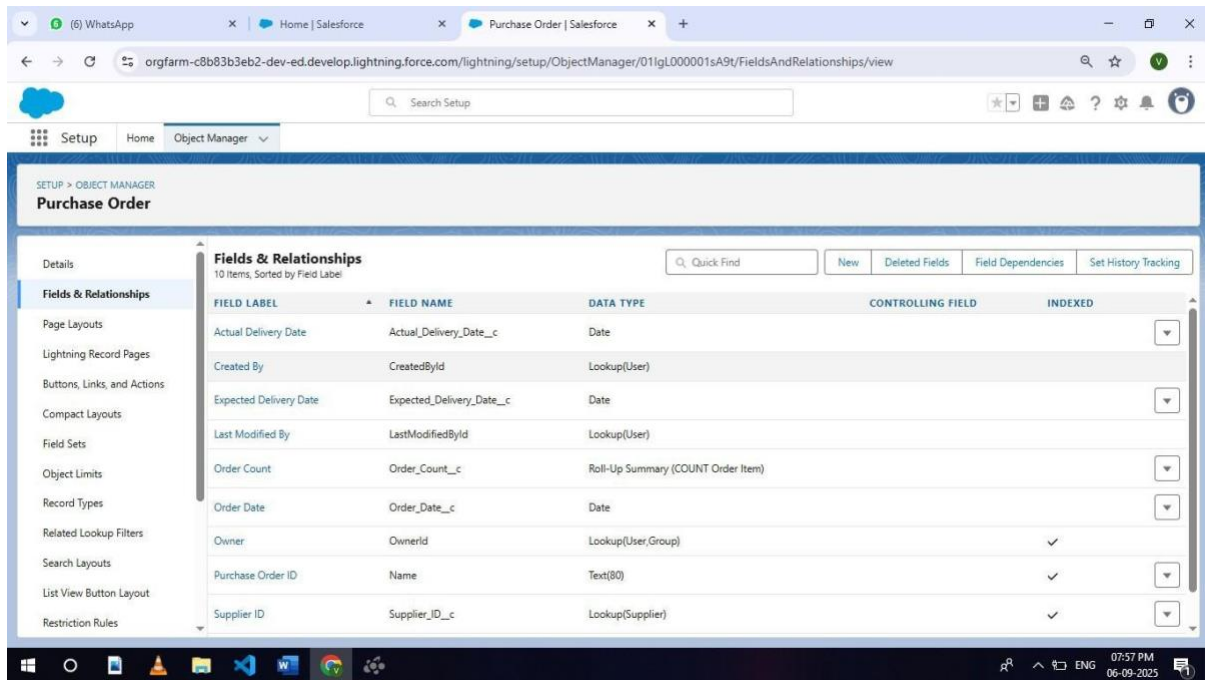 (6) WhatsApp
Home | Salesforce
Purchase Order | Salesforce
orgfarm-c8b83b3eb2-dev-ed.develop.lightning.force.com/lightning/setup/ObjectManager/01IgL000001sA9t/FieldsAndRelationships/view
V
Search Setup
Setup
Home
Object Manager
SETUP > OBJECT MANAGER
Purchase Order
Details
Fields & Relationships
Page Layouts
Lightning Record Pages
Buttons, Links, and Actions
Compact Layouts
Field Sets
Object Limits
Record Types
Related Lookup Filters
Search Layouts
List View Button Layout
Restriction Rules
Fields & Relationships
10 Items, Sorted by Field Label
Quick Find
New
Deleted Fields
Field Dependencies
Set History Tracking
FIELD LABEL FIELD NAME DATA TYPE CONTROLLING FIELD INDEXED
Actual Delivery Date Actual_Delivery_Date__c Date
Created By CreatedById Lookup(User)
Expected Delivery Date Expected_Delivery_Date__c Date
Last Modified By LastModifiedById Lookup(User)
Order Count Order_Count__c Roll-Up Summary (COUNT Order Item)
Order Date Order_Date__c Date
Owner OwnerId Lookup(User,Group)
Purchase Order ID Name Text(80)
Supplier ID Supplier_ID__c Lookup(Supplier)
ENG
07:57 PM
06-09-2025